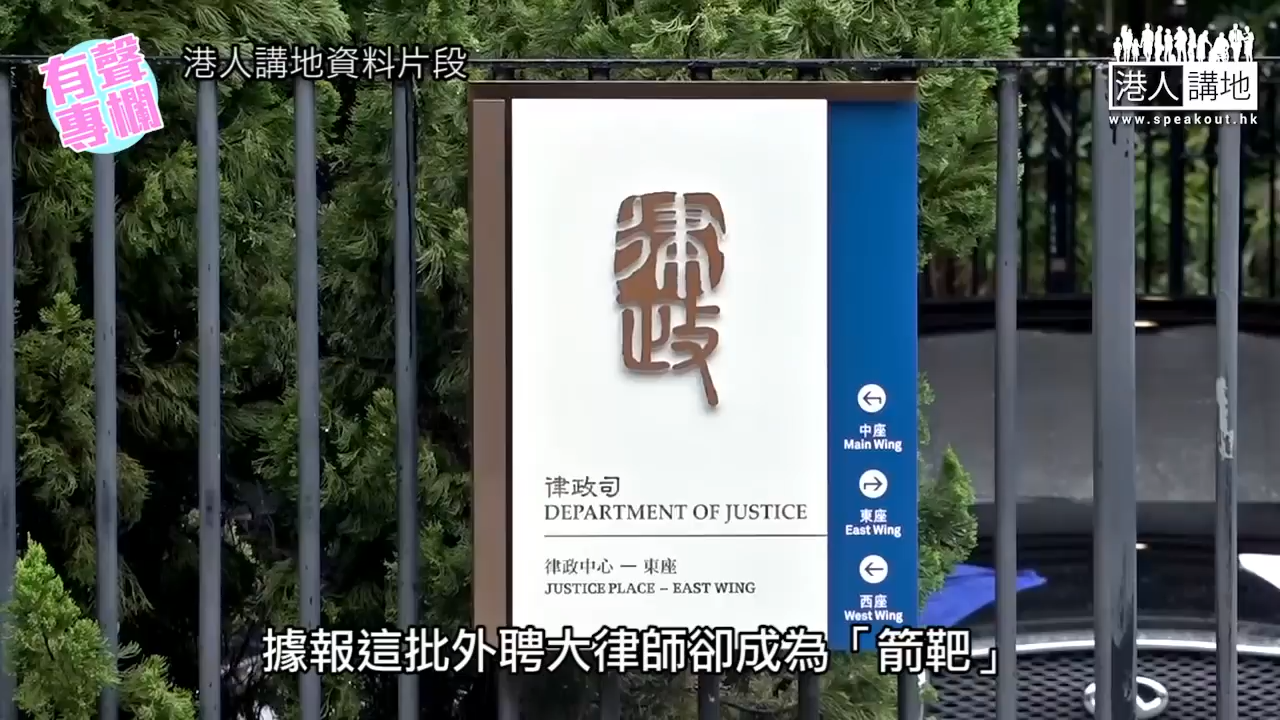 有聲
專欄
港人講地資料片段
港人講地
www.speakout.hk
律政
律政司
DEPARTMENT OF JUSTICE
律政中心 — 東座
JUSTICE PLACE – EAST WING
中座
Main Wing
東座
East Wing
西座
West Wing
據報這批外聘大律師卻成為「箭靶」